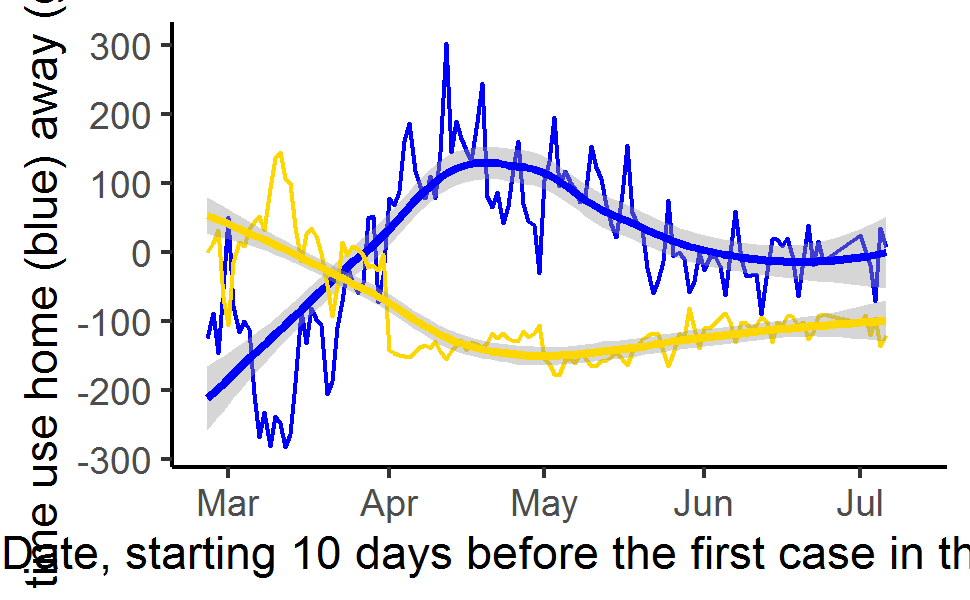 time use home (blue) away (
300
200
100
0
-100
-200
-300
Mar Apr May Jun Jul
Date, starting 10 days before the first case in th